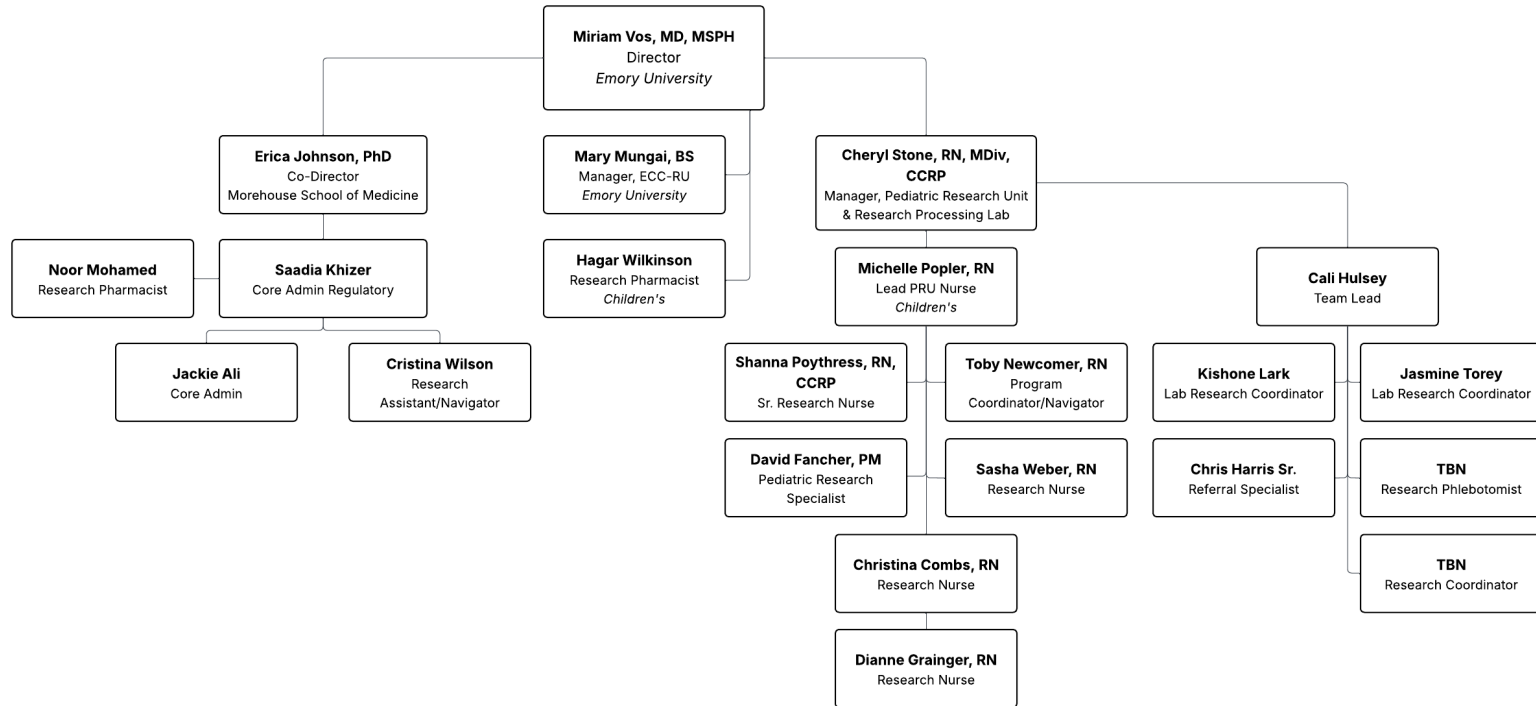 Miriam Vos, MD, MSPH
Director
Emory University
Erica Johnson, PhD
Co-Director
Morehouse School of Medicine
Mary Mungai, BS
Manager, ECC-RU
Emory University
Cheryl Stone, RN, MDiv,
CCRP
Manager, Pediatric Research Unit
& Research Processing Lab
Noor Mohamed
Research Pharmacist
Saadia Khizer
Core Admin Regulatory
Hagar Wilkinson
Research Pharmacist
Children's
Michelle Popler, RN
Lead PRU Nurse
Children's
Cali Hulsey
Team Lead
Jackie Ali
Core Admin
Cristina Wilson
Research
Assistant/Navigator
Shanna Poythress, RN,
CCRP
Sr. Research Nurse
Toby Newcomer, RN
Program
Coordinator/Navigator
Kishone Lark
Lab Research Coordinator
Jasmine Torey
Lab Research Coordinator
David Fancher, PM
Pediatric Research
Specialist
Sasha Weber, RN
Research Nurse
Chris Harris Sr.
Referral Specialist
TBN
Research Phlebotomist
Christina Combs, RN
Research Nurse
TBN
Research Coordinator
Dianne Grainger, RN
Research Nurse